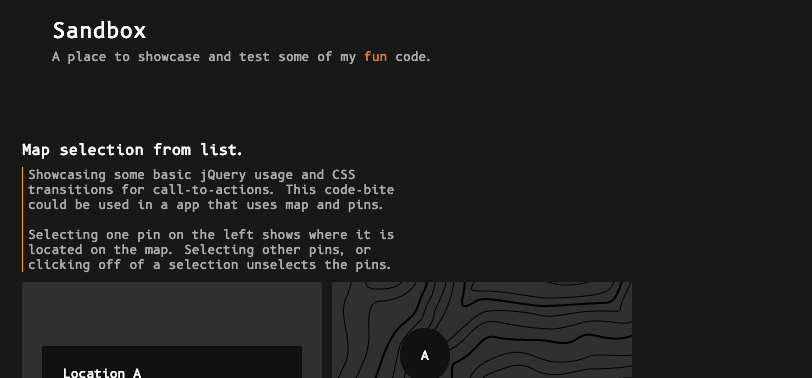 Sandbox
A place to showcase and test some of my fun code.
Map selection from list.
Showcasing some basic jQuery usage and CSS
transitions for call-to-actions. This code-bite
could be used in a app that uses map and pins.
Selecting one pin on the left shows where it is
located on the map. Selecting other pins, or
clicking off of a selection unselects the pins.
A
Location A